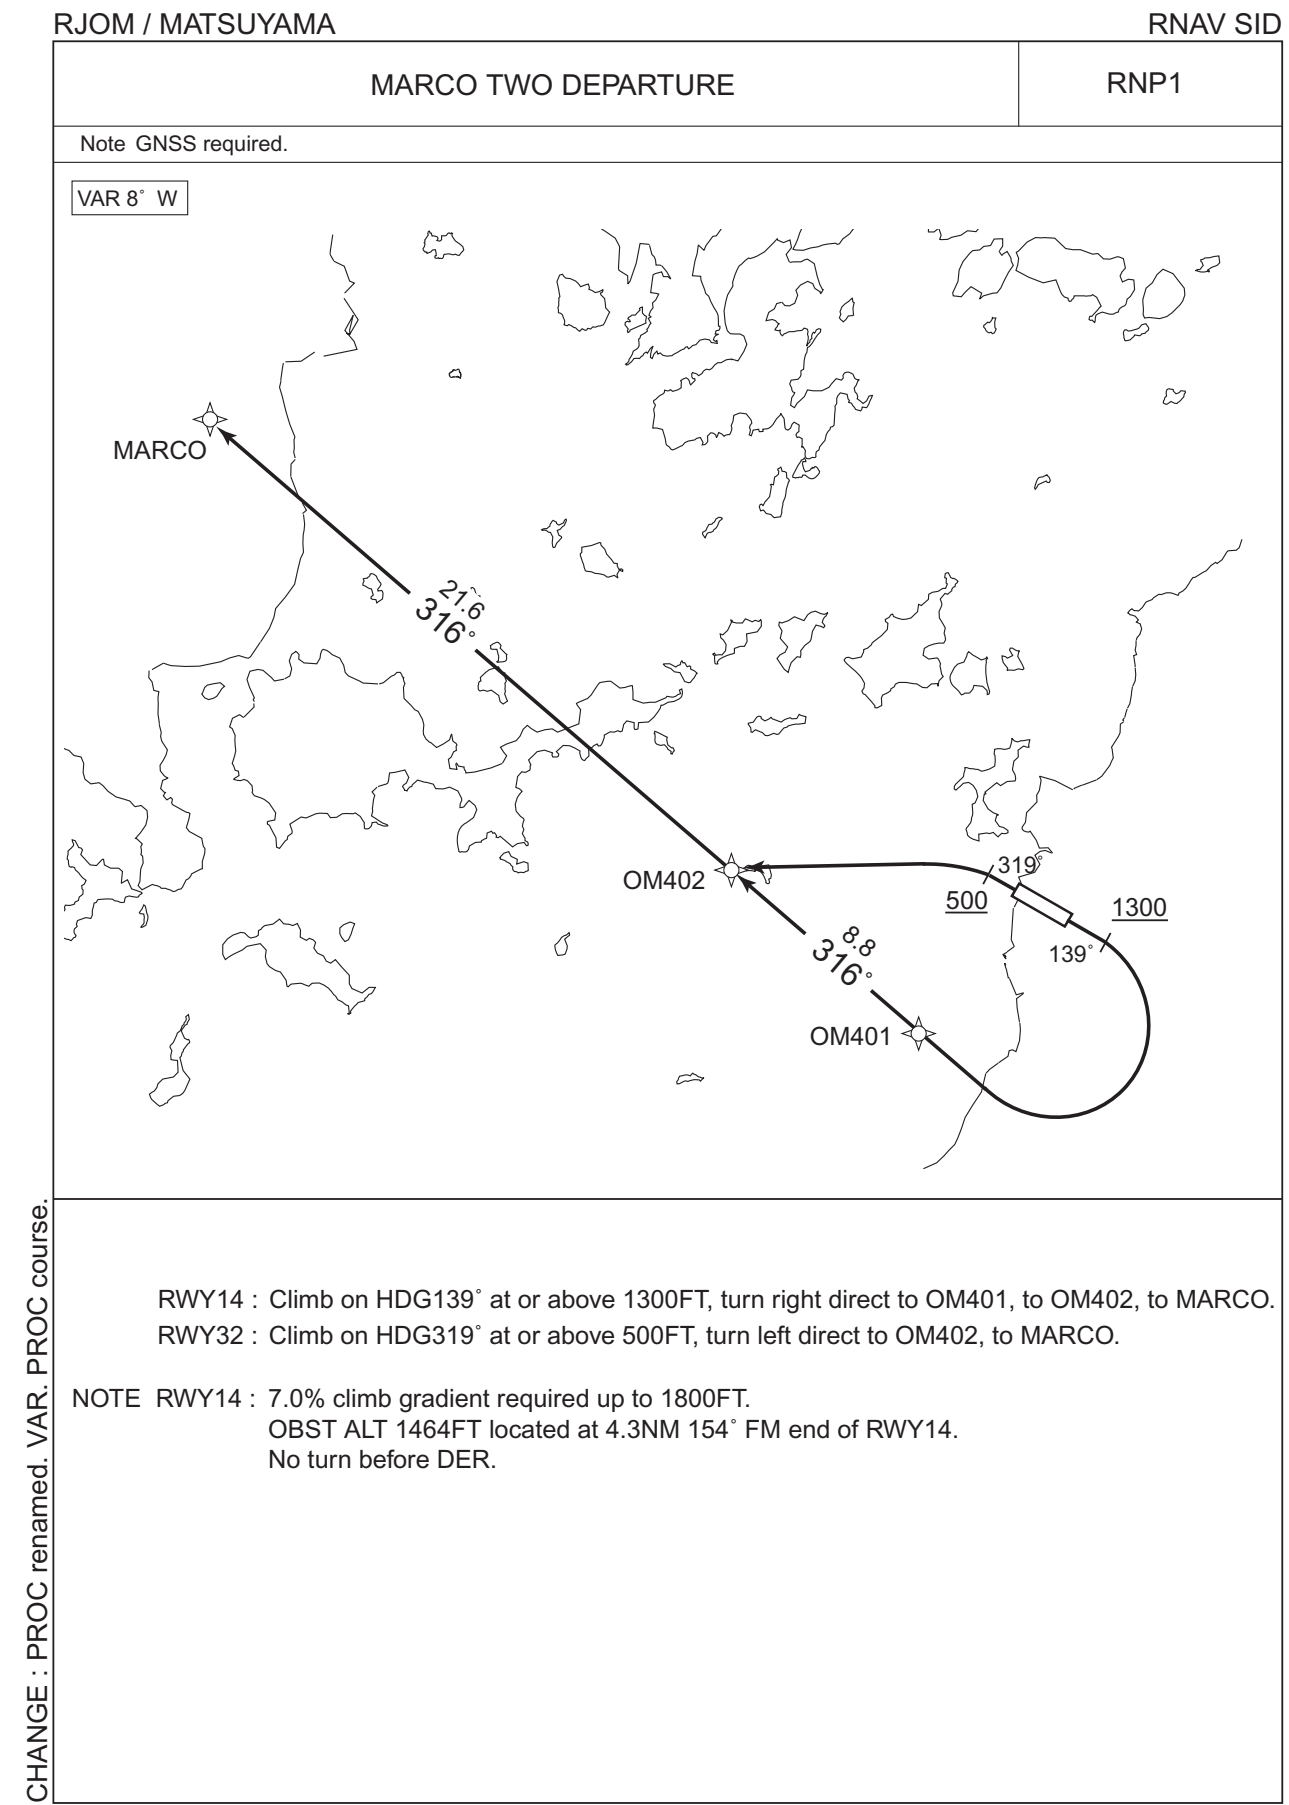 RJOM / MATSUYAMA
RNAV SID
MARCO TWO DEPARTURE
RNP1
Note GNSS required.
VAR 8° W
MARCO
21.6
316°
OM402
319°
500
1300
139°
8.8
316°
OM401
RWY14 : Climb on HDG139° at or above 1300FT, turn right direct to OM401, to OM402, to MARCO.
RWY32 : Climb on HDG319° at or above 500FT, turn left direct to OM402, to MARCO.
NOTE RWY14 : 7.0% climb gradient required up to 1800FT.
OBST ALT 1464FT located at 4.3NM 154° FM end of RWY14.
No turn before DER.
CHANGE : PROC renamed. VAR. PROC course.